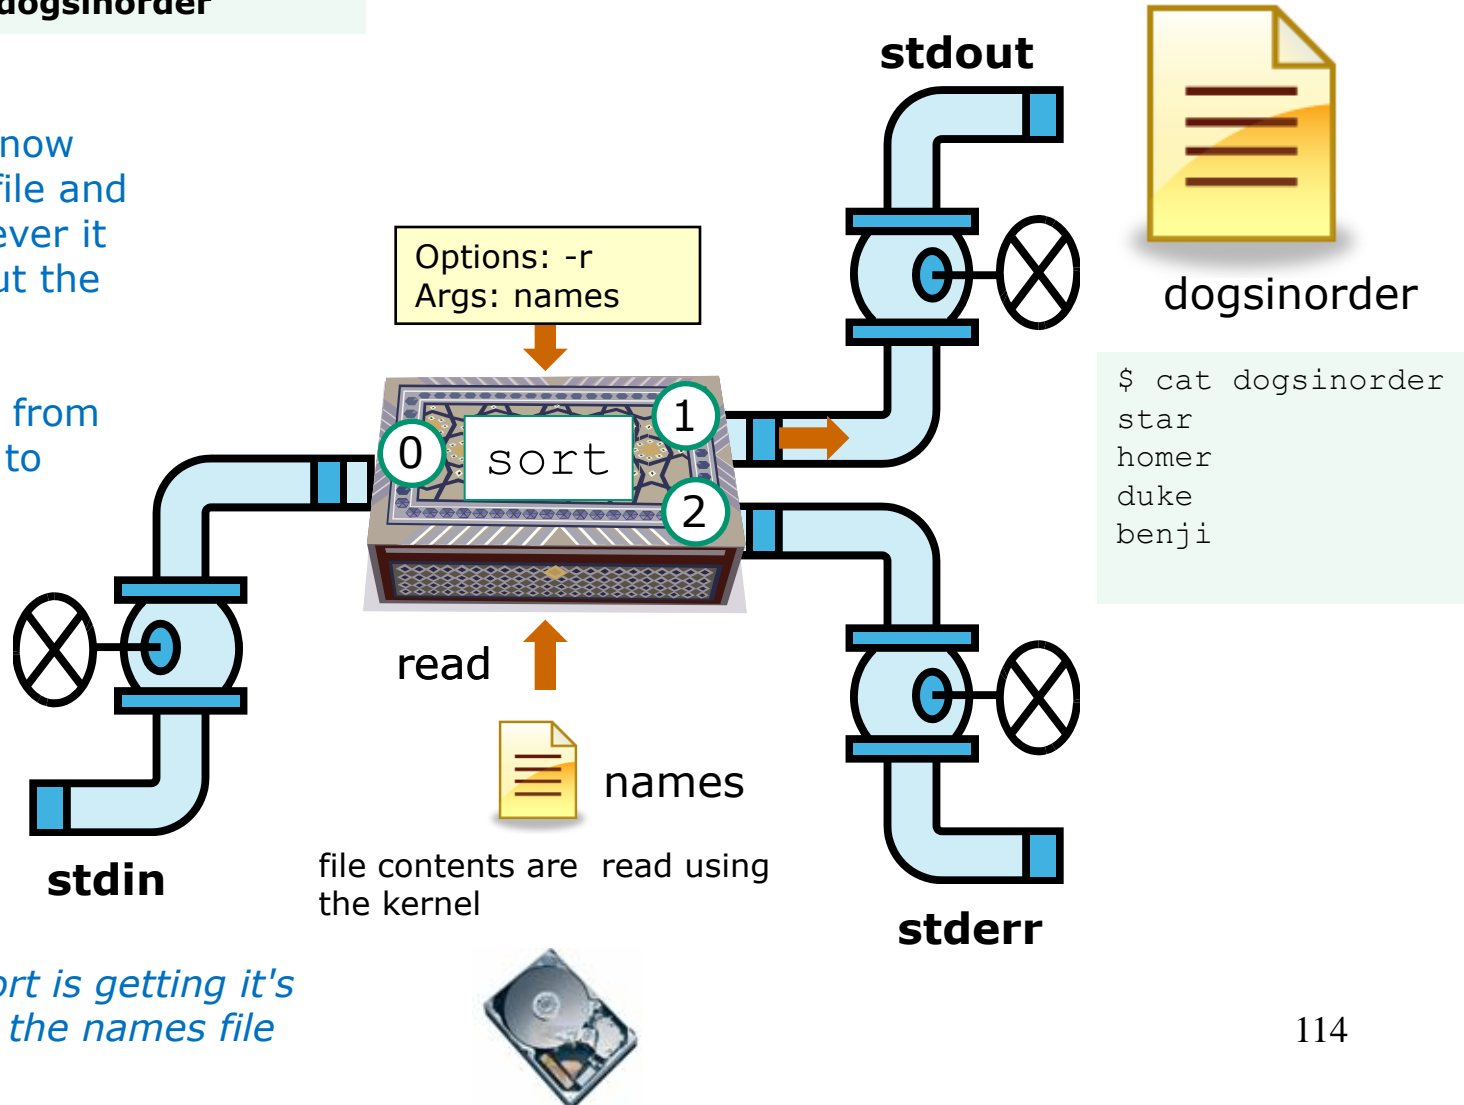 dogsinorder
now
file and
ever it
ut the
from
to
ort is getting it's
the names file
Options: -r
Args: names
0
sort
1
2
read
names
file contents are read using
the kernel
stdin
stdout
stderr
dogsinorder
$ cat dogsinorder
star
homer
duke
benji
114